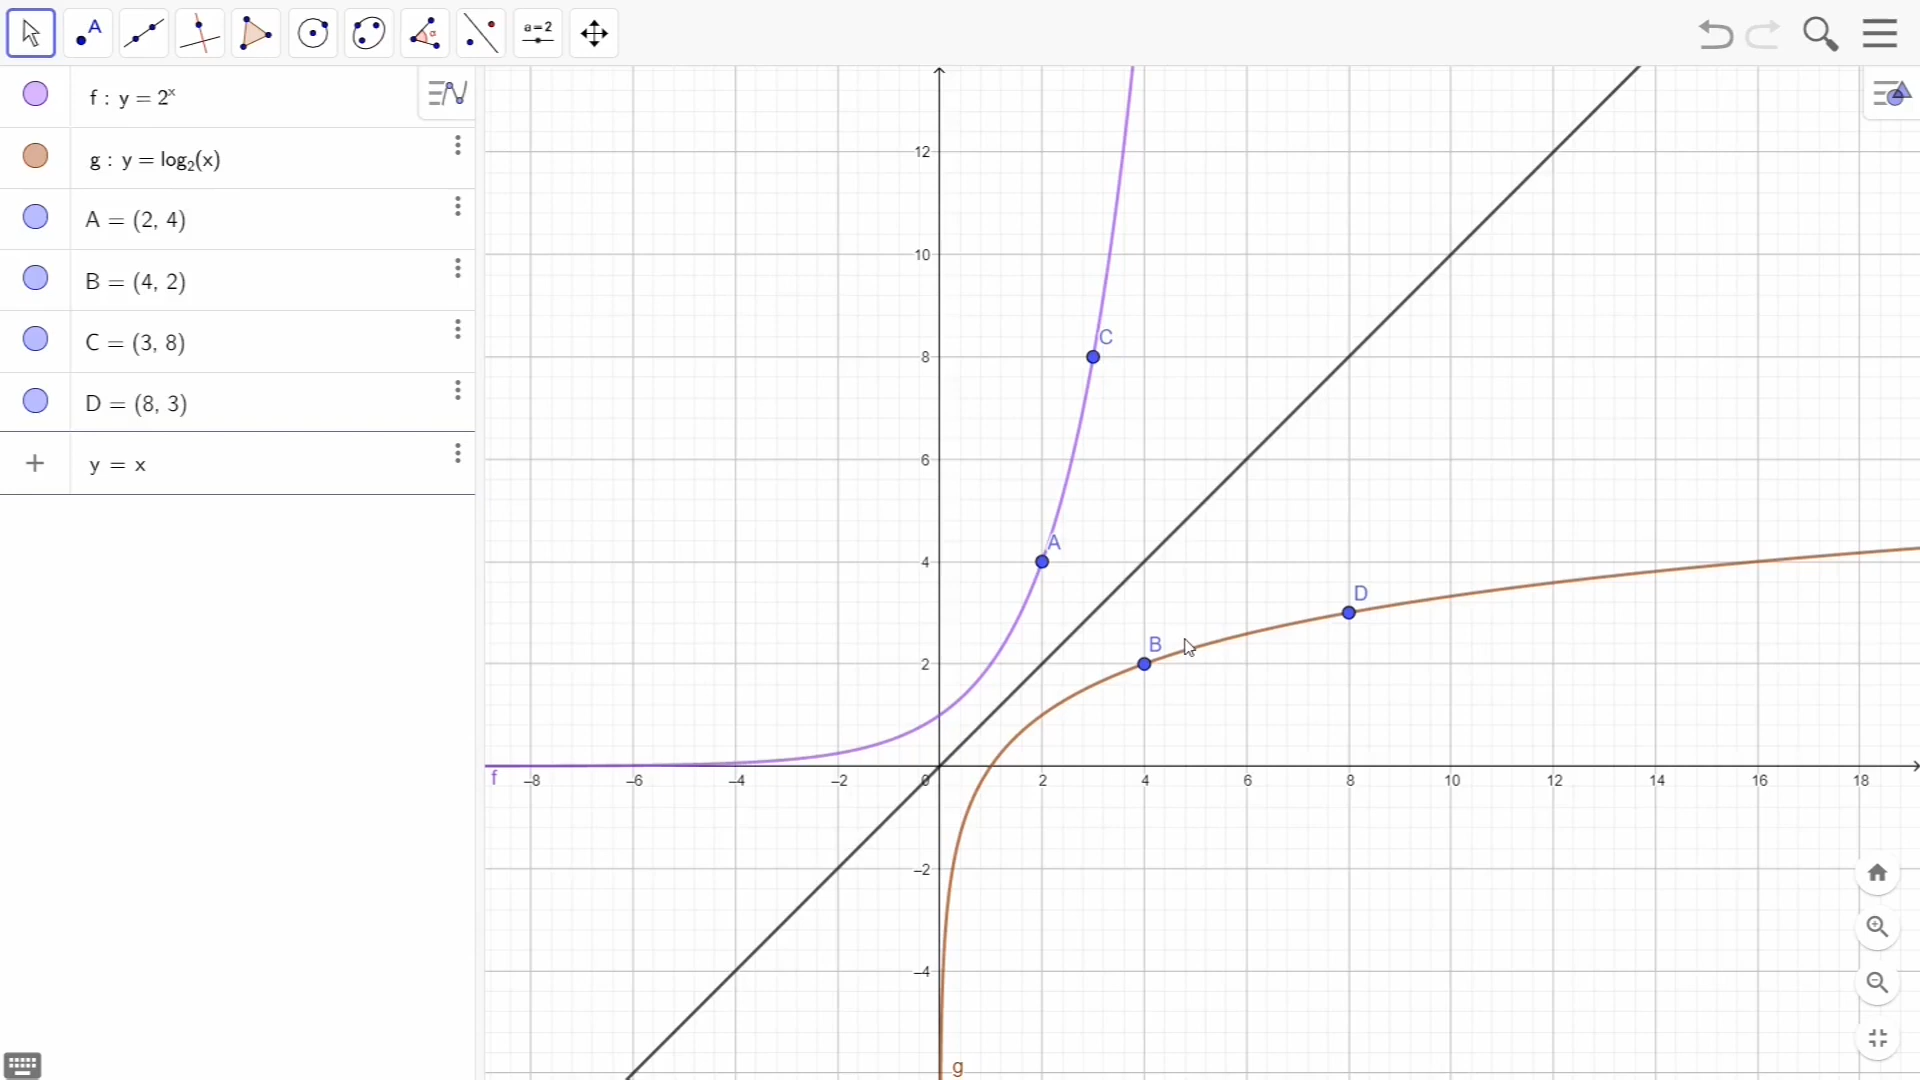 A
α
a=2
f : y = 2ˣ
g : y = log₂(x)
A = (2, 4)
B = (4, 2)
C = (3, 8)
D = (8, 3)
+ y = x
12
10
8
6
4
2
0
−2
−4
−8
−6
−4
−2
2
4
6
8
10
12
14
16
18
C
A
D
B
f
g